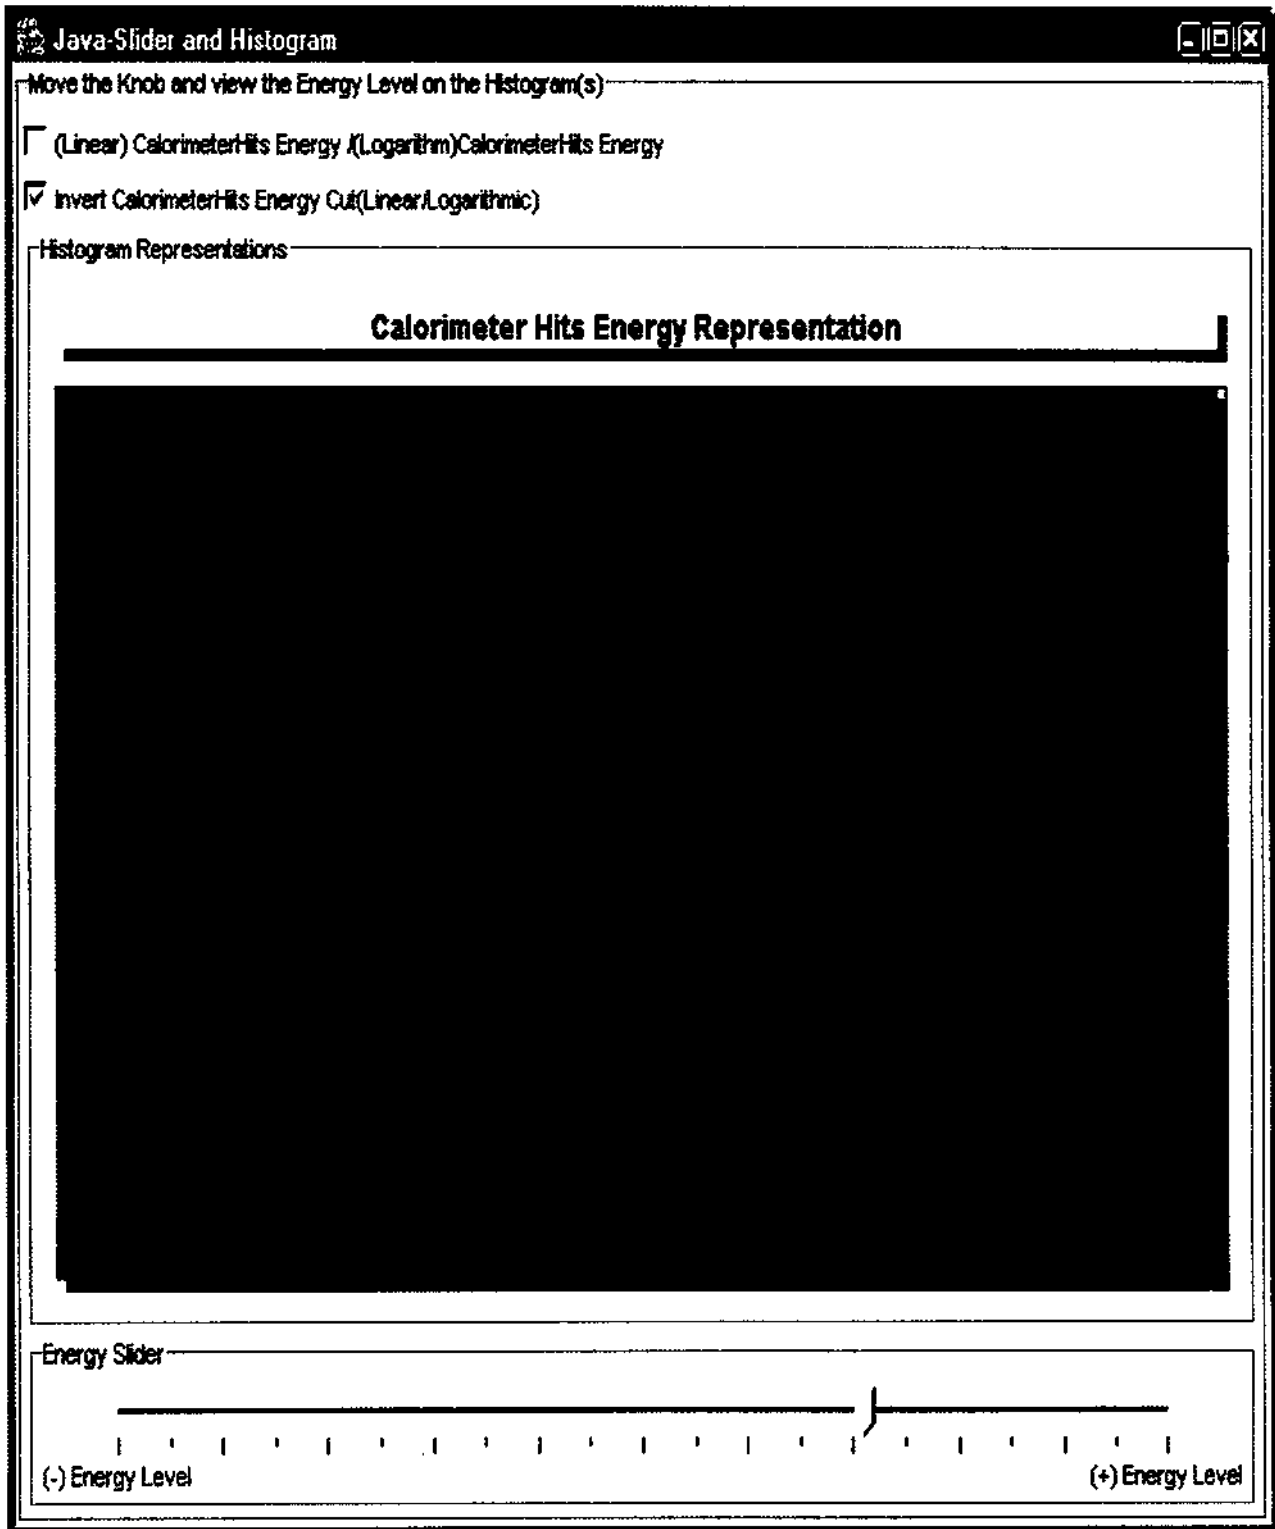 Java-Slider and Histogram
Move the Knob and view the Energy Level on the Histogram(s)
(Linear) CalorimeterHits Energy /(Logarithm)CalorimeterHits Energy
Invert CalorimeterHits Energy Cut(Linear/Logarithmic)
Histogram Representations
Calorimeter Hits Energy Representation
Energy Slider
(-) Energy Level
(+) Energy Level